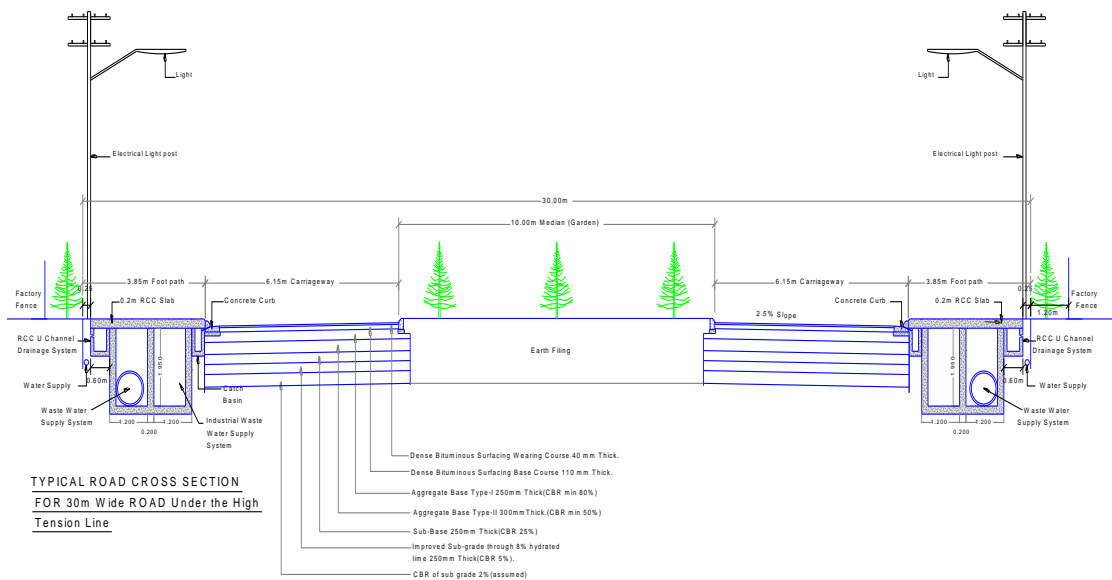 Light
Light
Electrical Light post
Electrical Light post
30.00m
10.00m Median (Garden)
3.85m Foot path
6.15m Carriageway
6.15m Carriageway
3.85m Foot path
0.25
0.25
Factory
Fence
0.2m RCC Slab
Concrete Curb
2.5% Slope
Concrete Curb
0.2m RCC Slab
1.20m
Factory
Fence
RCC U Channel
Drainage System
1.950
Earth Filing
1.950
RCC U Channel
Drainage System
Water Supply
0.60m
Catch
Basin
0.60m
Water Supply
Waste Water
Supply System
1.200
1.200
0.200
Industrial Waste
Water Supply
System
1.200
1.200
0.200
Waste Water
Supply System
Dense Bituminous Surfacing Wearing Course 40 mm Thick.
Dense Bituminous Surfacing Base Course 110 mm Thick.
Aggregate Base Type-I 250mm Thick(CBR min 80%)
Aggregate Base Type-II 300mmThick.(CBR min 50%)
Sub-Base 250mm Thick(CBR 25%)
Improved Sub-grade through 8% hydrated
lime 250mm Thick(CBR 5%).
CBR of sub grade 2%(assumed)
TYPICAL ROAD CROSS SECTION
FOR 30m Wide ROAD Under the High
Tension Line